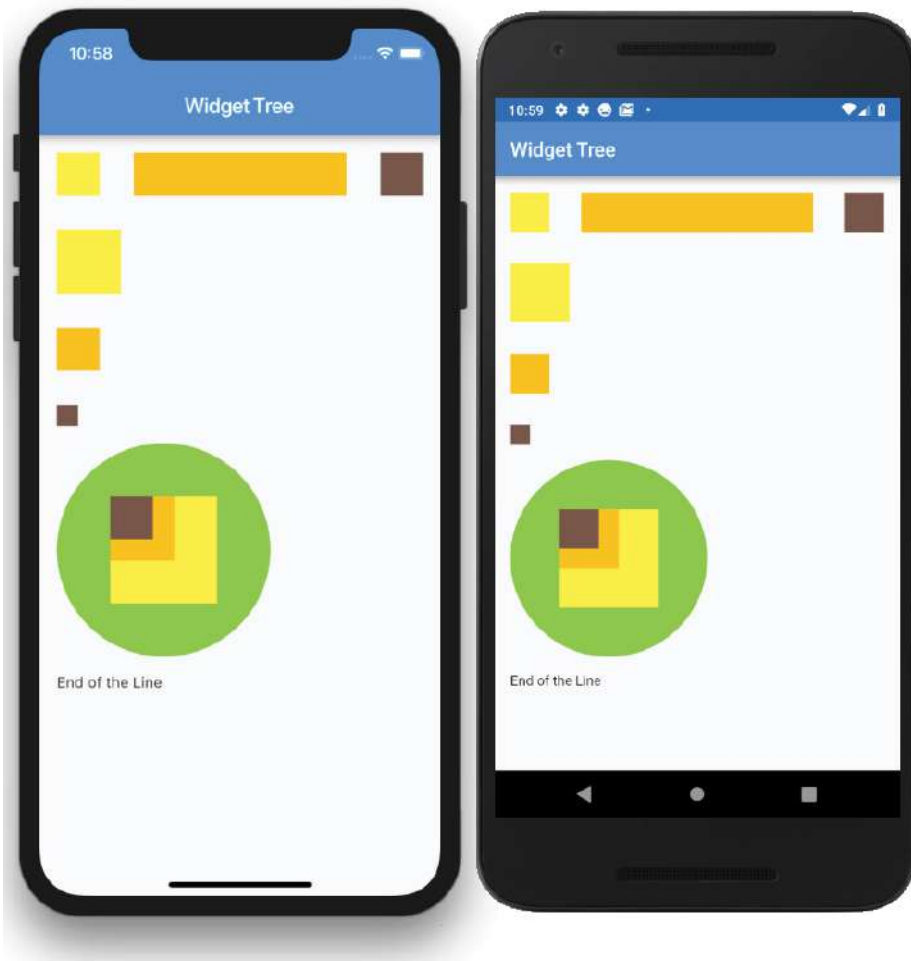 10:58
Widget Tree
End of the Line
10:59
Widget Tree
End of the Line